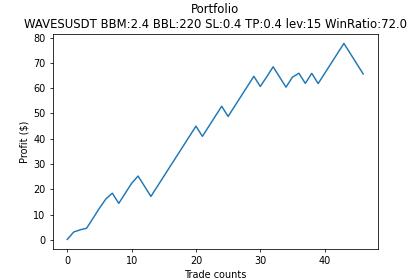 Portfolio
WAVESUSDT BBM:2.4 BBL:220 SL:0.4 TP:0.4 lev:15 WinRatio:72.0
80
70
60
50
40
30
20
10
0
Profit ($)
0 10 20 30 40
Trade counts